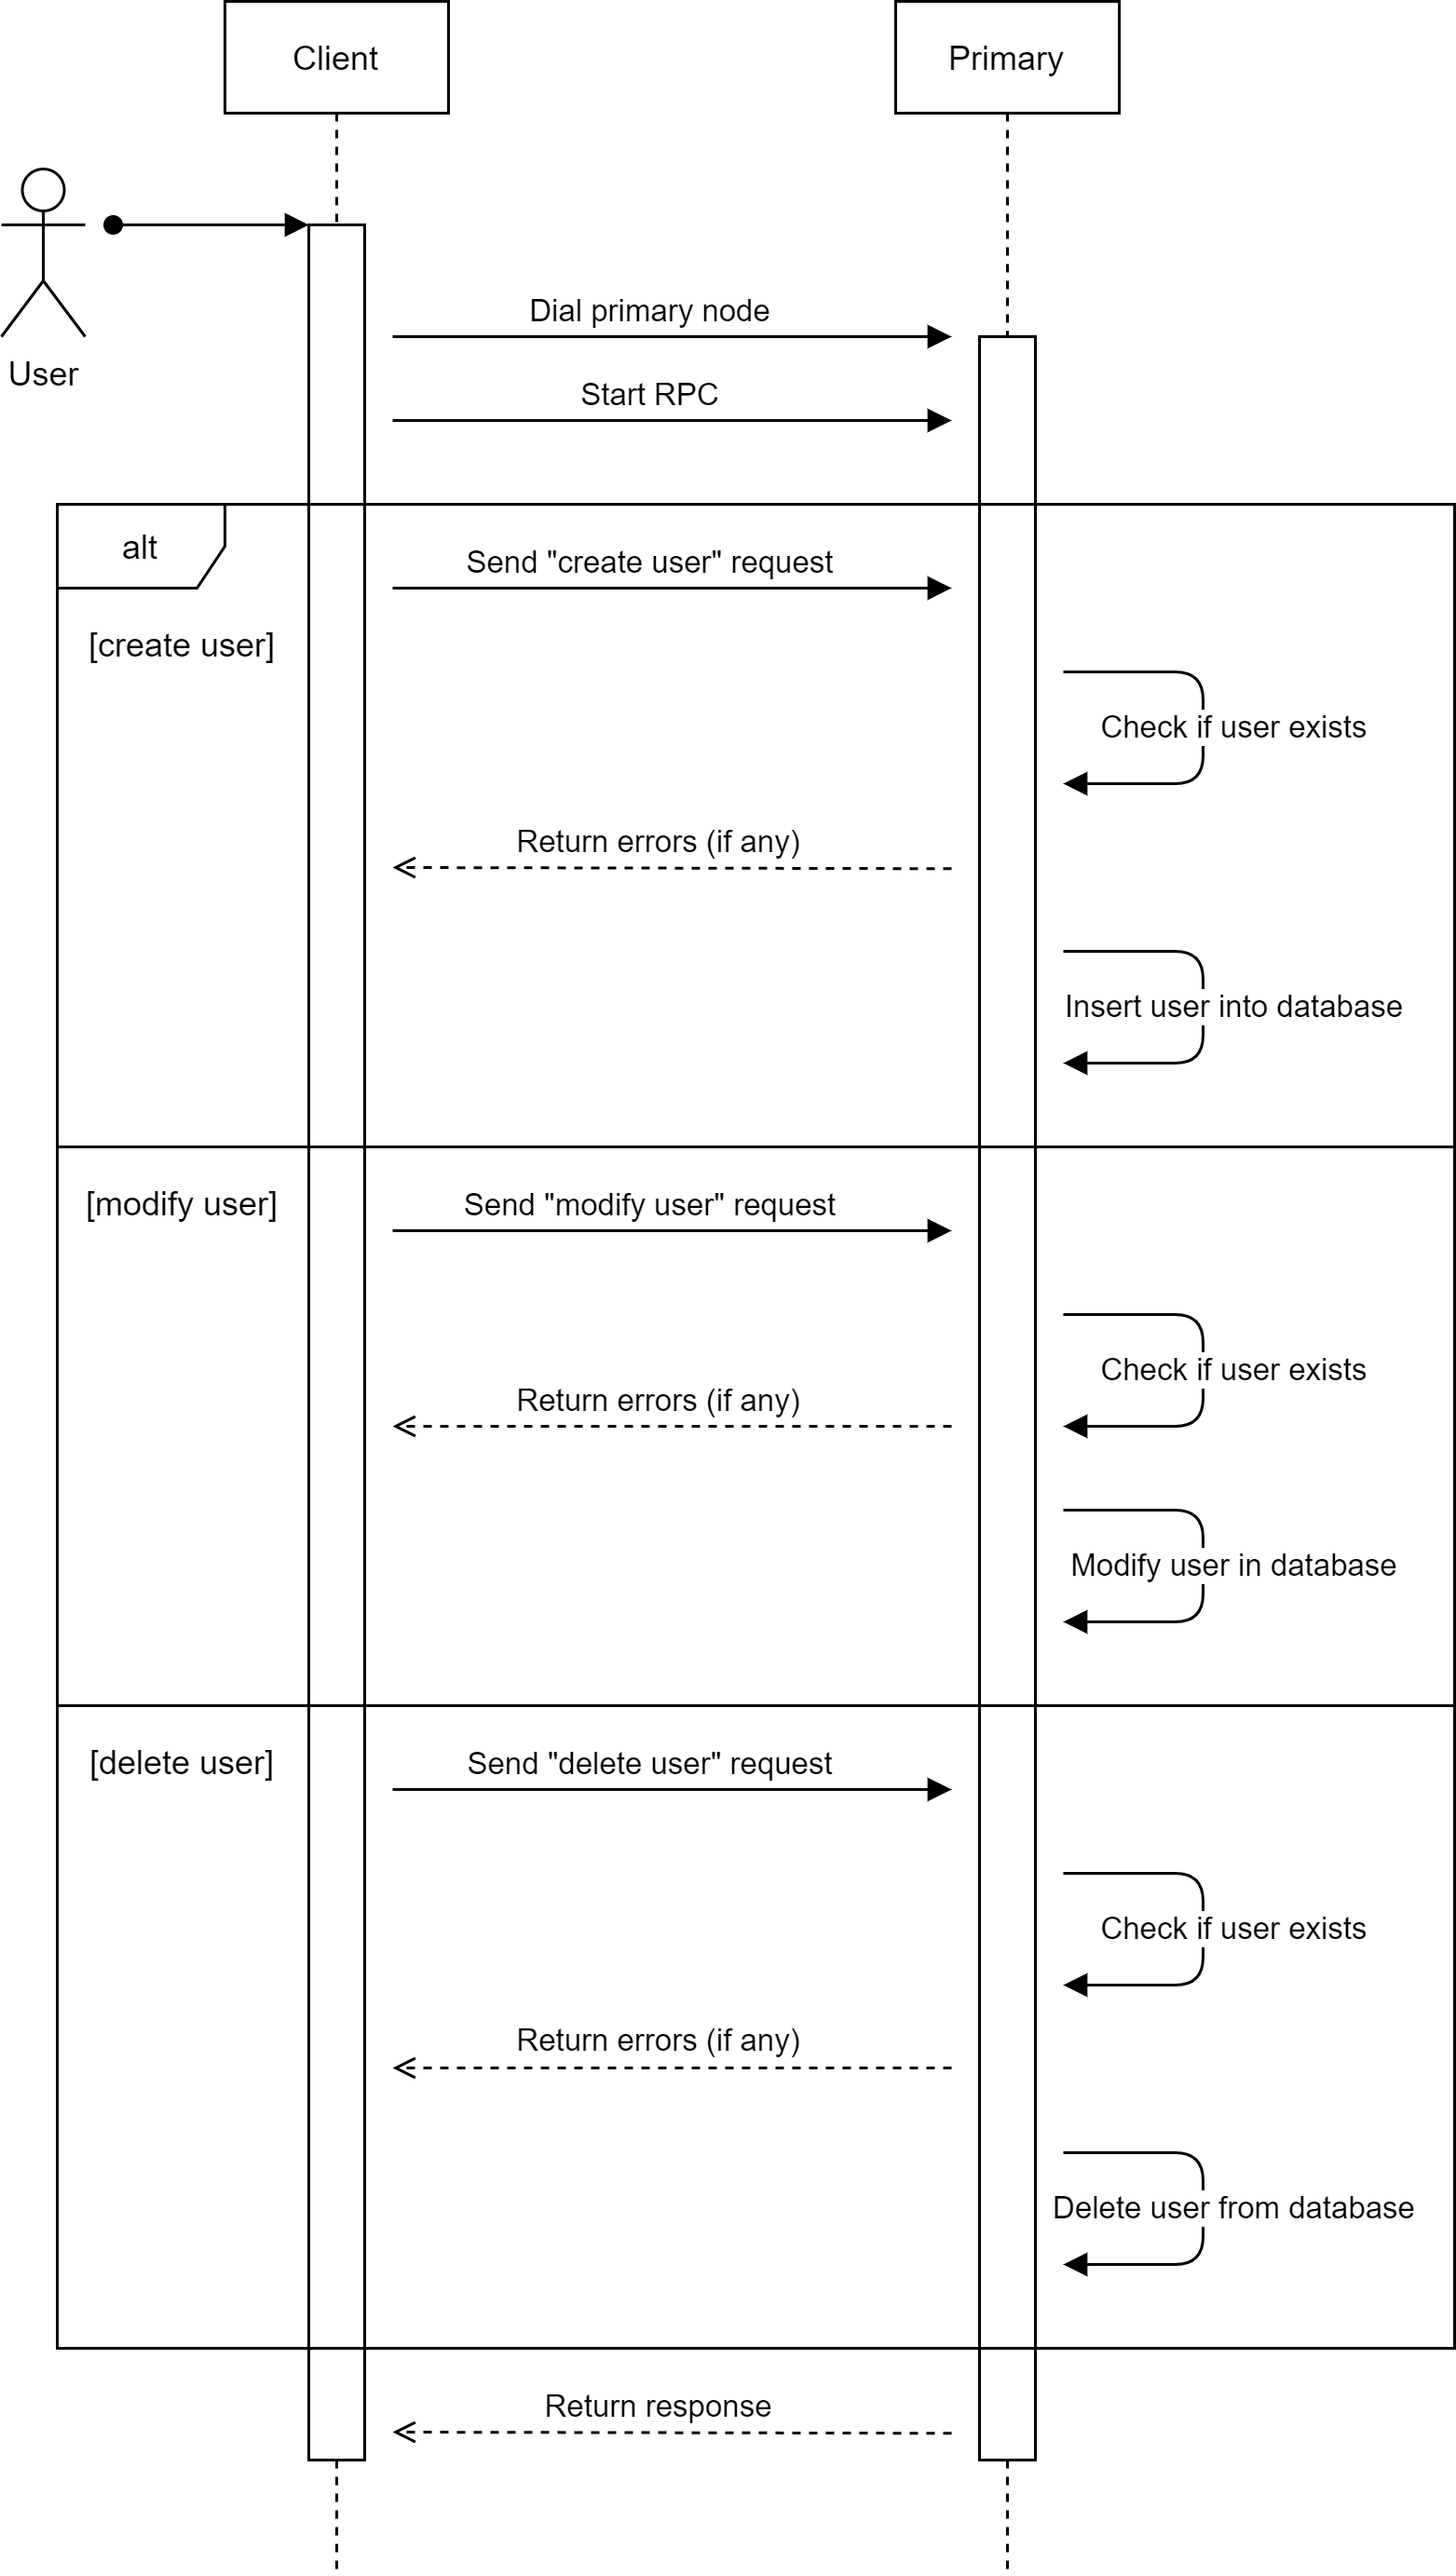 Client
Primary
User
Dial primary node
Start RPC
alt
Send "create user" request
[create user]
Check if user exists
Return errors (if any)
Insert user into database
[modify user]
Send "modify user" request
Check if user exists
Return errors (if any)
Modify user in database
[delete user]
Send "delete user" request
Check if user exists
Return errors (if any)
Delete user from database
Return response